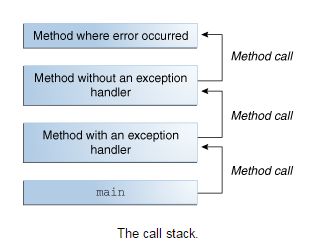 Method where error occurred
Method call
Method without an exception
handler
Method call
Method with an exception
handler
Method call
main
The call stack.